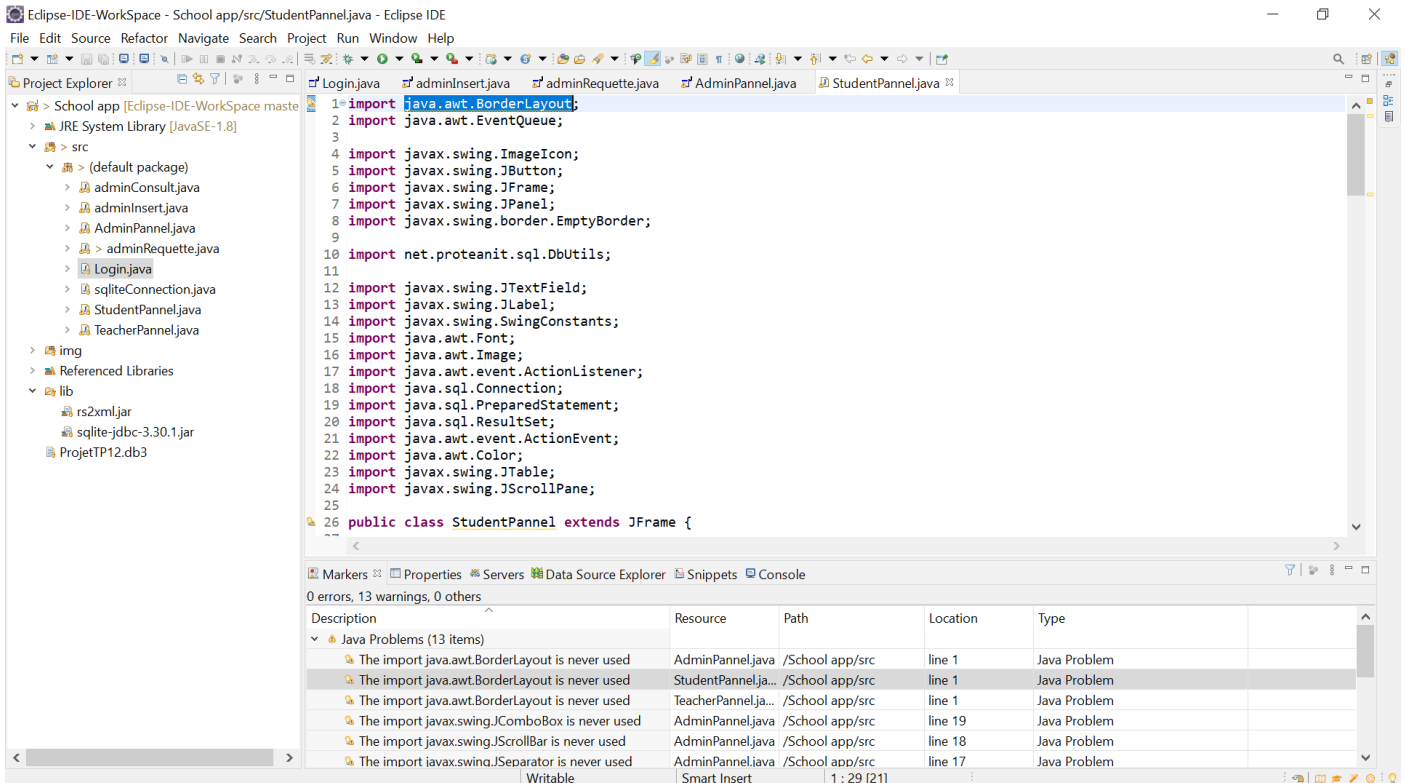 Eclipse-IDE-WorkSpace - School app/src/StudentPannel.java - Eclipse IDE
File Edit Source Refactor Navigate Search Project Run Window Help
Project Explorer
Login.java adminInsert.java adminRequette.java AdminPannel.java StudentPannel.java
> School app [Eclipse-IDE-WorkSpace maste
JRE System Library [JavaSE-1.8]
> src
> (default package)
adminConsult.java
adminInsert.java
AdminPannel.java
> adminRequette.java
Login.java
sqliteConnection.java
StudentPannel.java
TeacherPannel.java
img
Referenced Libraries
lib
rs2xml.jar
sqlite-jdbc-3.30.1.jar
ProjetTP12.db3
1 import java.awt.BorderLayout;
2 import java.awt.EventQueue;
3
4 import javax.swing.ImageIcon;
5 import javax.swing.JButton;
6 import javax.swing.JFrame;
7 import javax.swing.JPanel;
8 import javax.swing.border.EmptyBorder;
9
10 import net.proteanit.sql.DbUtils;
11
12 import javax.swing.JTextField;
13 import javax.swing.JLabel;
14 import javax.swing.SwingConstants;
15 import java.awt.Font;
16 import java.awt.Image;
17 import java.awt.event.ActionListener;
18 import java.sql.Connection;
19 import java.sql.PreparedStatement;
20 import java.sql.ResultSet;
21 import java.awt.event.ActionEvent;
22 import java.awt.Color;
23 import javax.swing.JTable;
24 import javax.swing.JScrollPane;
25
26 public class StudentPannel extends JFrame {
Markers Properties Servers Data Source Explorer Snippets Console
0 errors, 13 warnings, 0 others
Description Resource Path Location Type
Java Problems (13 items)
The import java.awt.BorderLayout is never used AdminPannel.java /School app/src line 1 Java Problem
The import java.awt.BorderLayout is never used StudentPannel.ja... /School app/src line 1 Java Problem
The import java.awt.BorderLayout is never used TeacherPannel.ja... /School app/src line 1 Java Problem
The import javax.swing.JComboBox is never used AdminPannel.java /School app/src line 19 Java Problem
The import javax.swing.JScrollBar is never used AdminPannel.java /School app/src line 18 Java Problem
The import javax.swing.JSeparator is never used AdminPannel.java /School app/src line 17 Java Problem
Writable Smart Insert 1 : 29 [21]